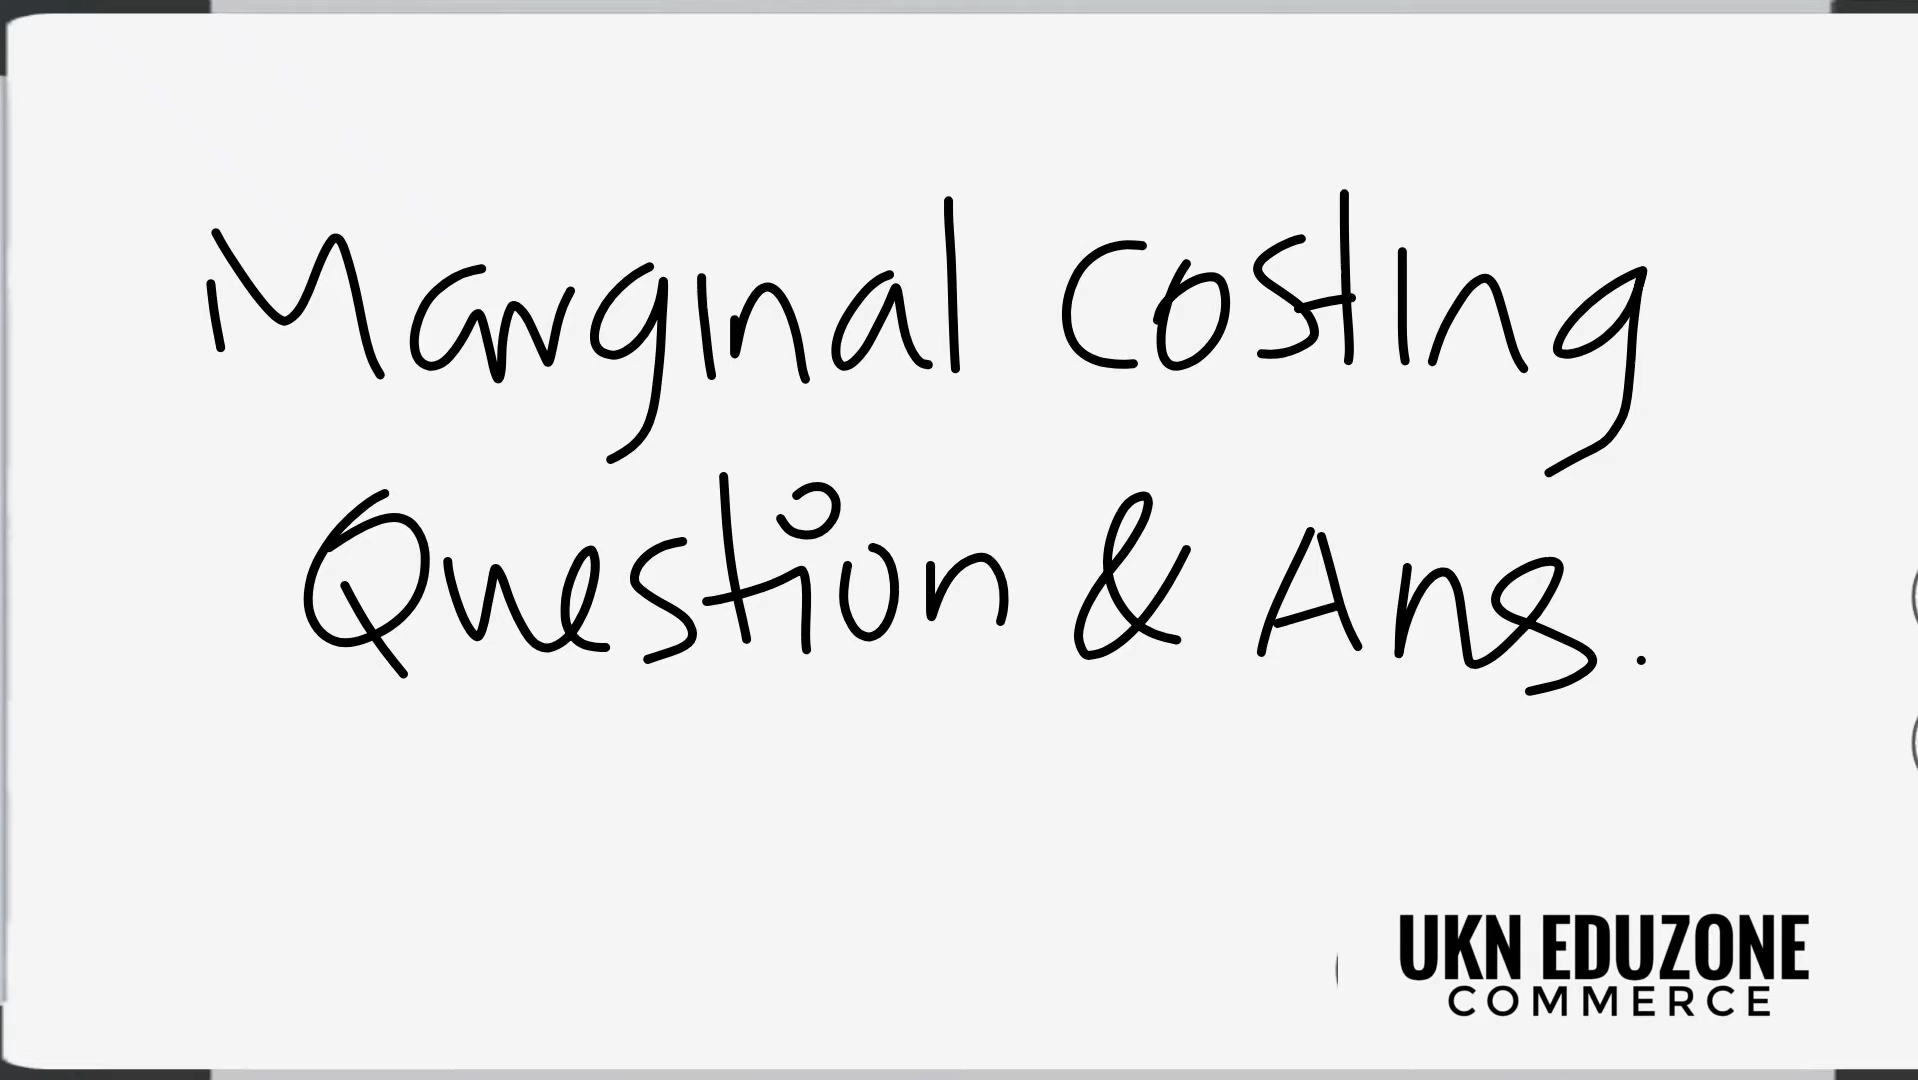 Marginal Costing
Question & Ans.
UKN EDUZONE
COMMERCE